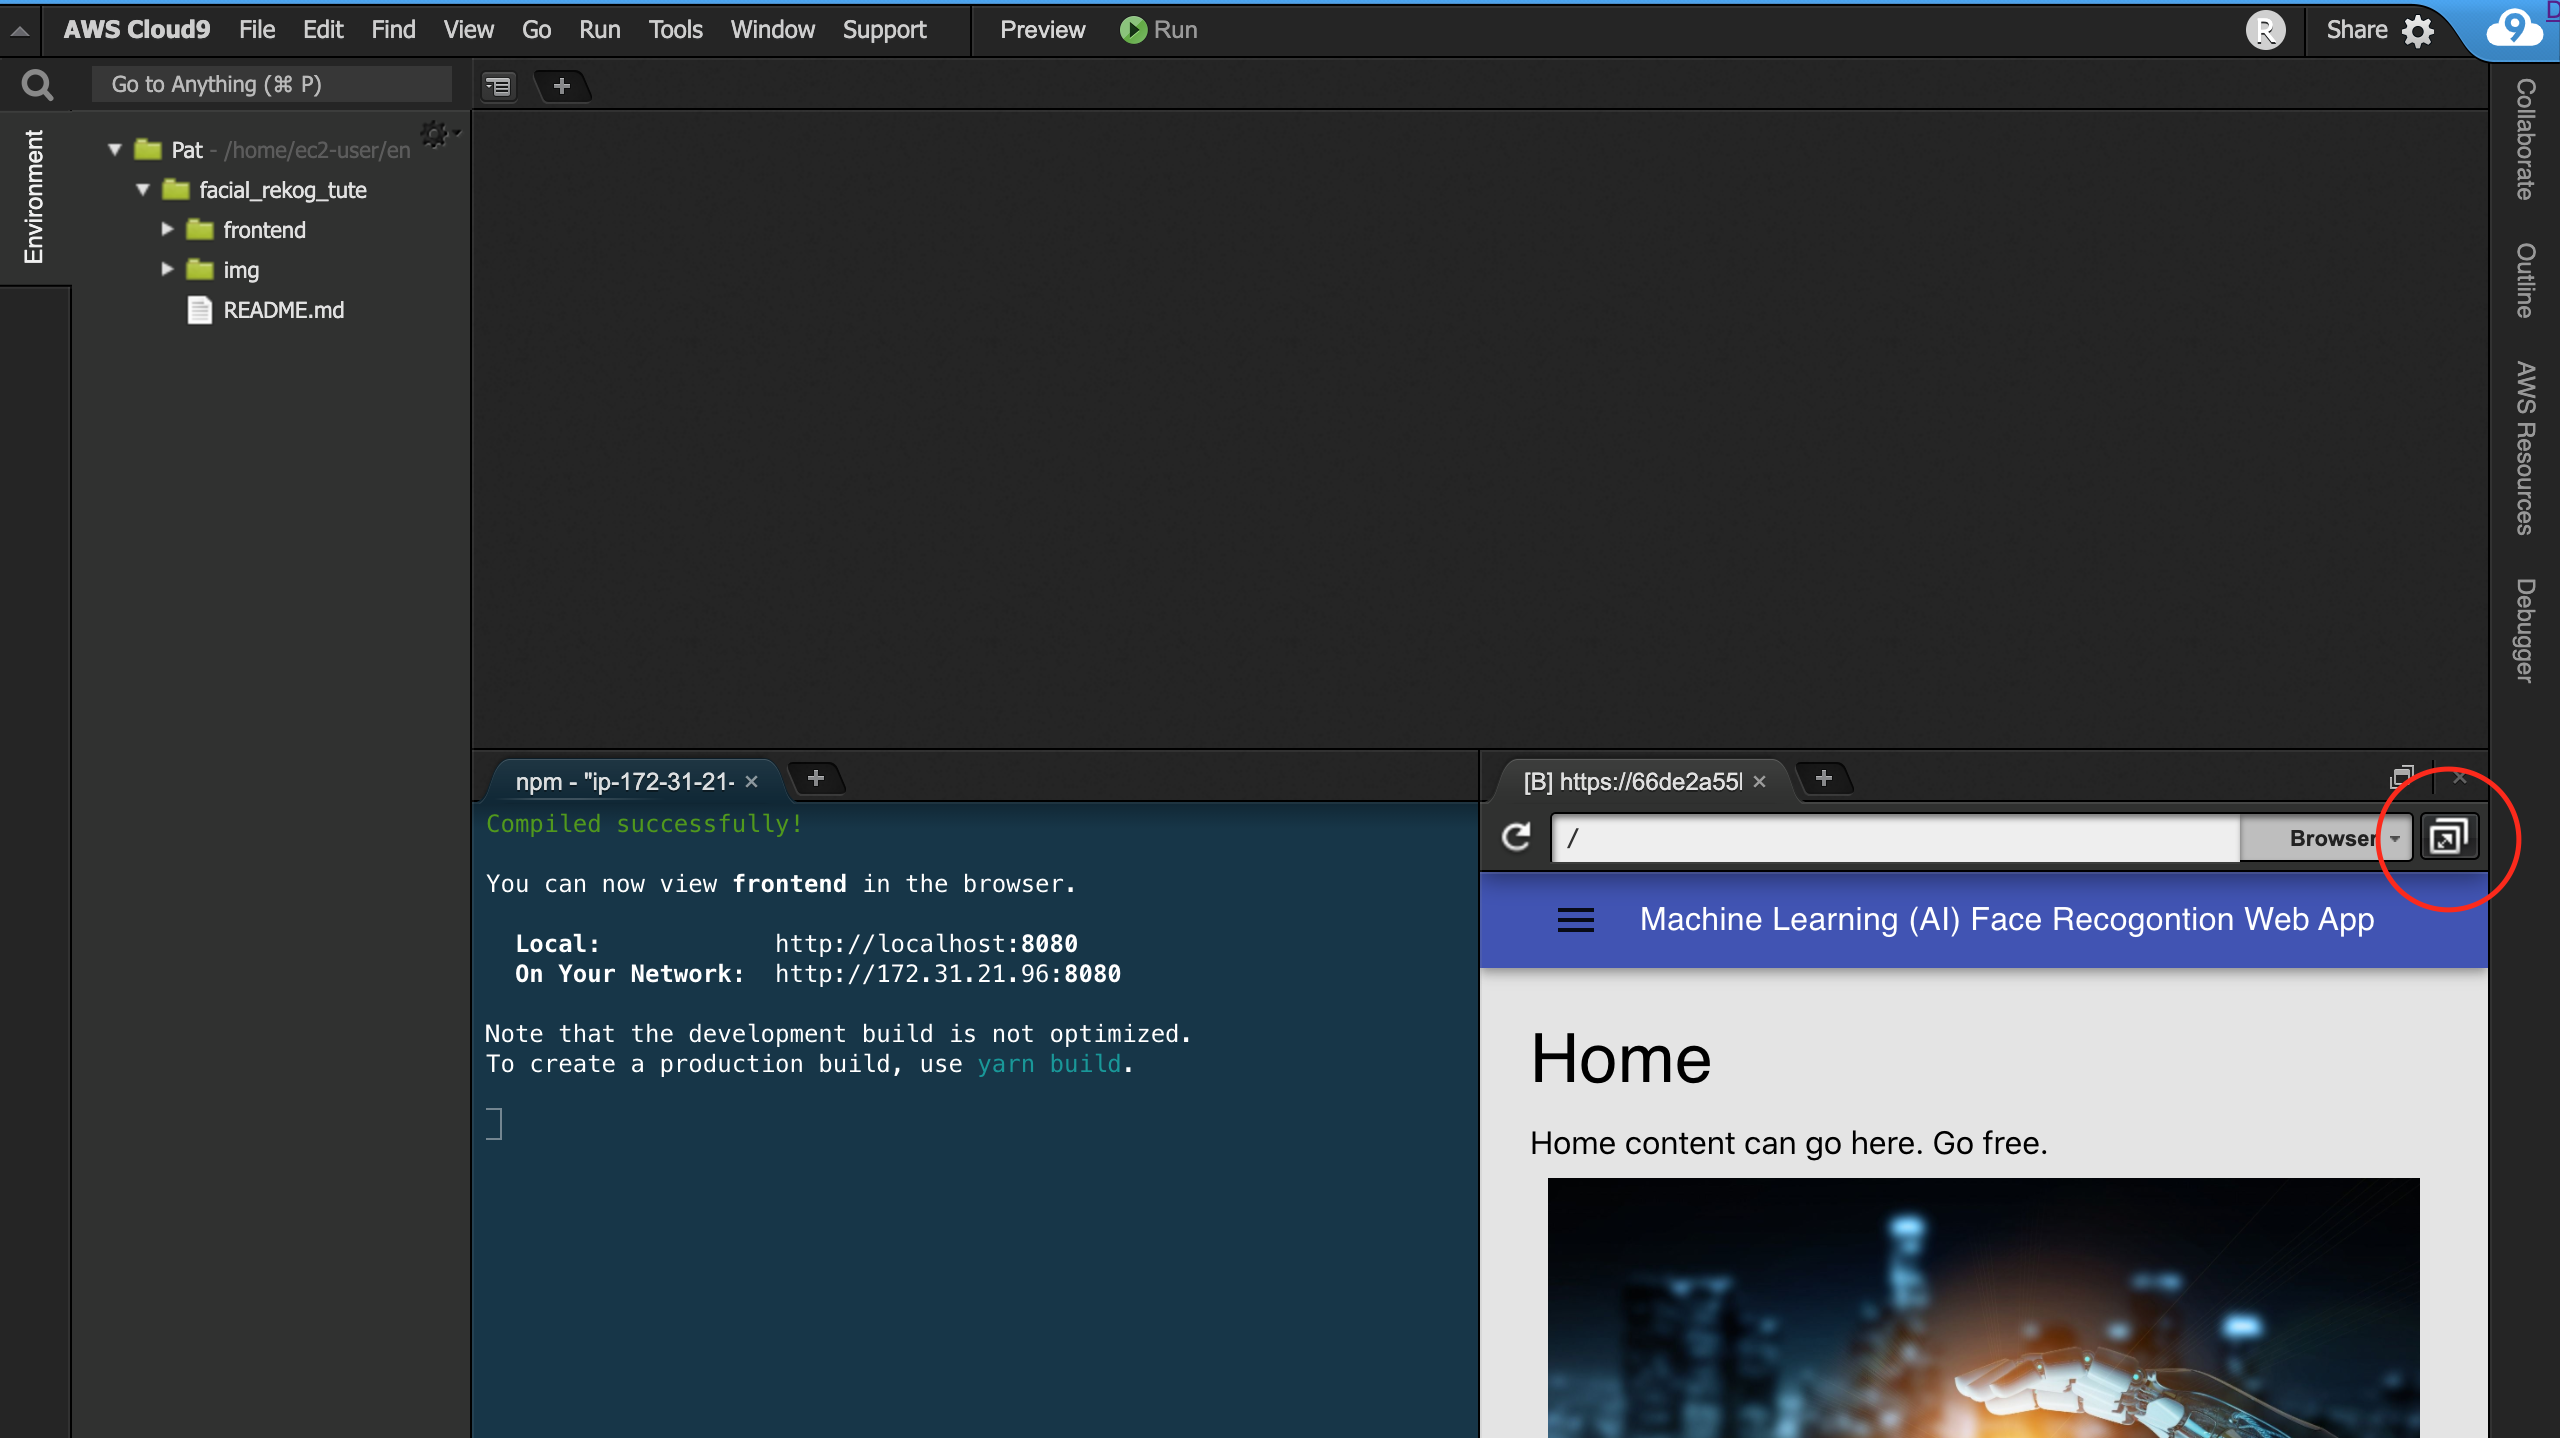 AWS Cloud9 File Edit Find View Go Run Tools Window Support Preview Run R Share 9 D
Go to Anything (⌘ P)
Environment
Pat - /home/ec2-user/en
facial_rekog_tute
frontend
img
README.md
Collaborate
Outline
AWS Resources
Debugger
npm - "ip-172-31-21-
Compiled successfully!
You can now view frontend in the browser.
Local: http://localhost:8080
On Your Network: http://172.31.21.96:8080
Note that the development build is not optimized.
To create a production build, use yarn build.
[B] https://66de2a55
/ Browser
Machine Learning (AI) Face Recogontion Web App
Home
Home content can go here. Go free.